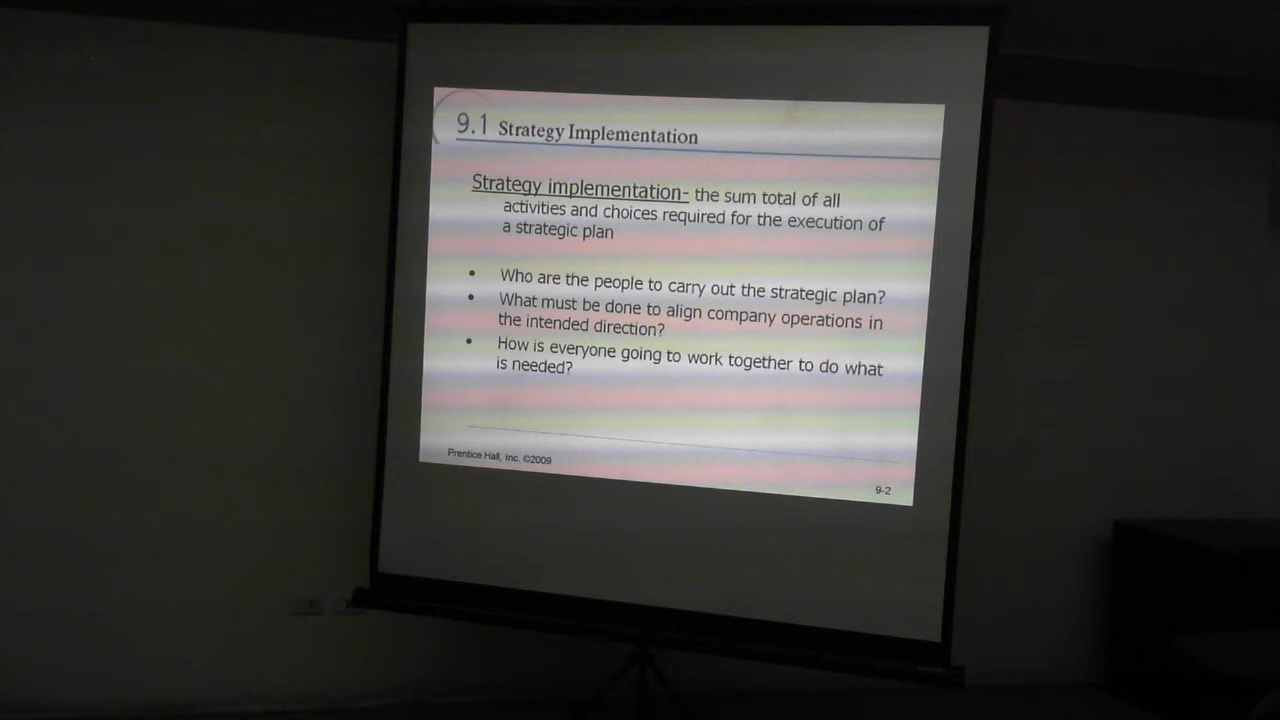 9.1 Strategy Implementation
Strategy implementation- the sum total of all
activities and choices required for the execution of
a strategic plan
• Who are the people to carry out the strategic plan?
• What must be done to align company operations in
the intended direction?
• How is everyone going to work together to do what
is needed?
Prentice Hall, Inc. ©2009
9-2